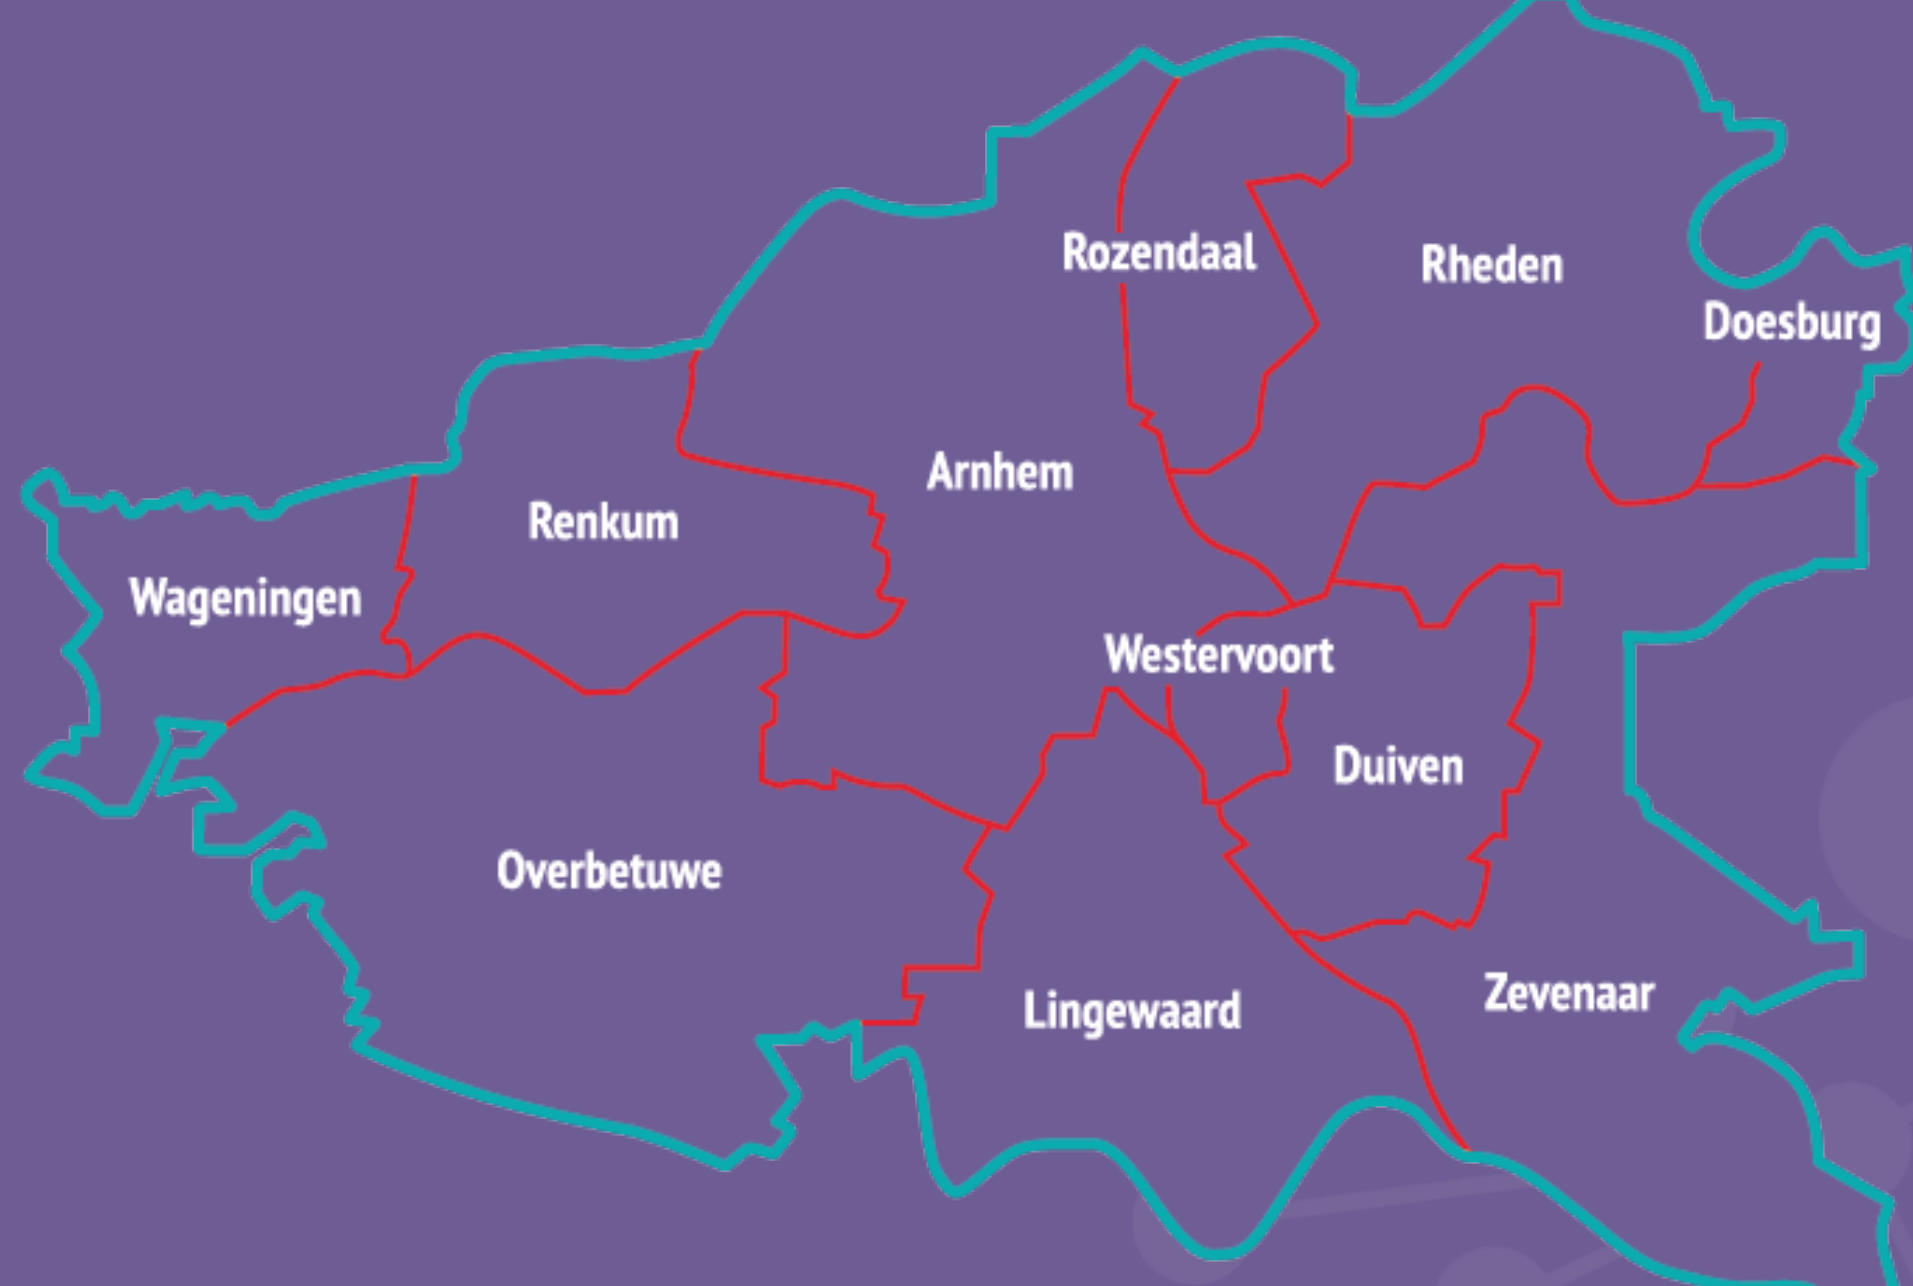 Rozendaal
Rheden
Doesburg
Arnhem
Renkum
Wageningen
Westervoort
Duiven
Overbetuwe
Lingewaard
Zevenaar